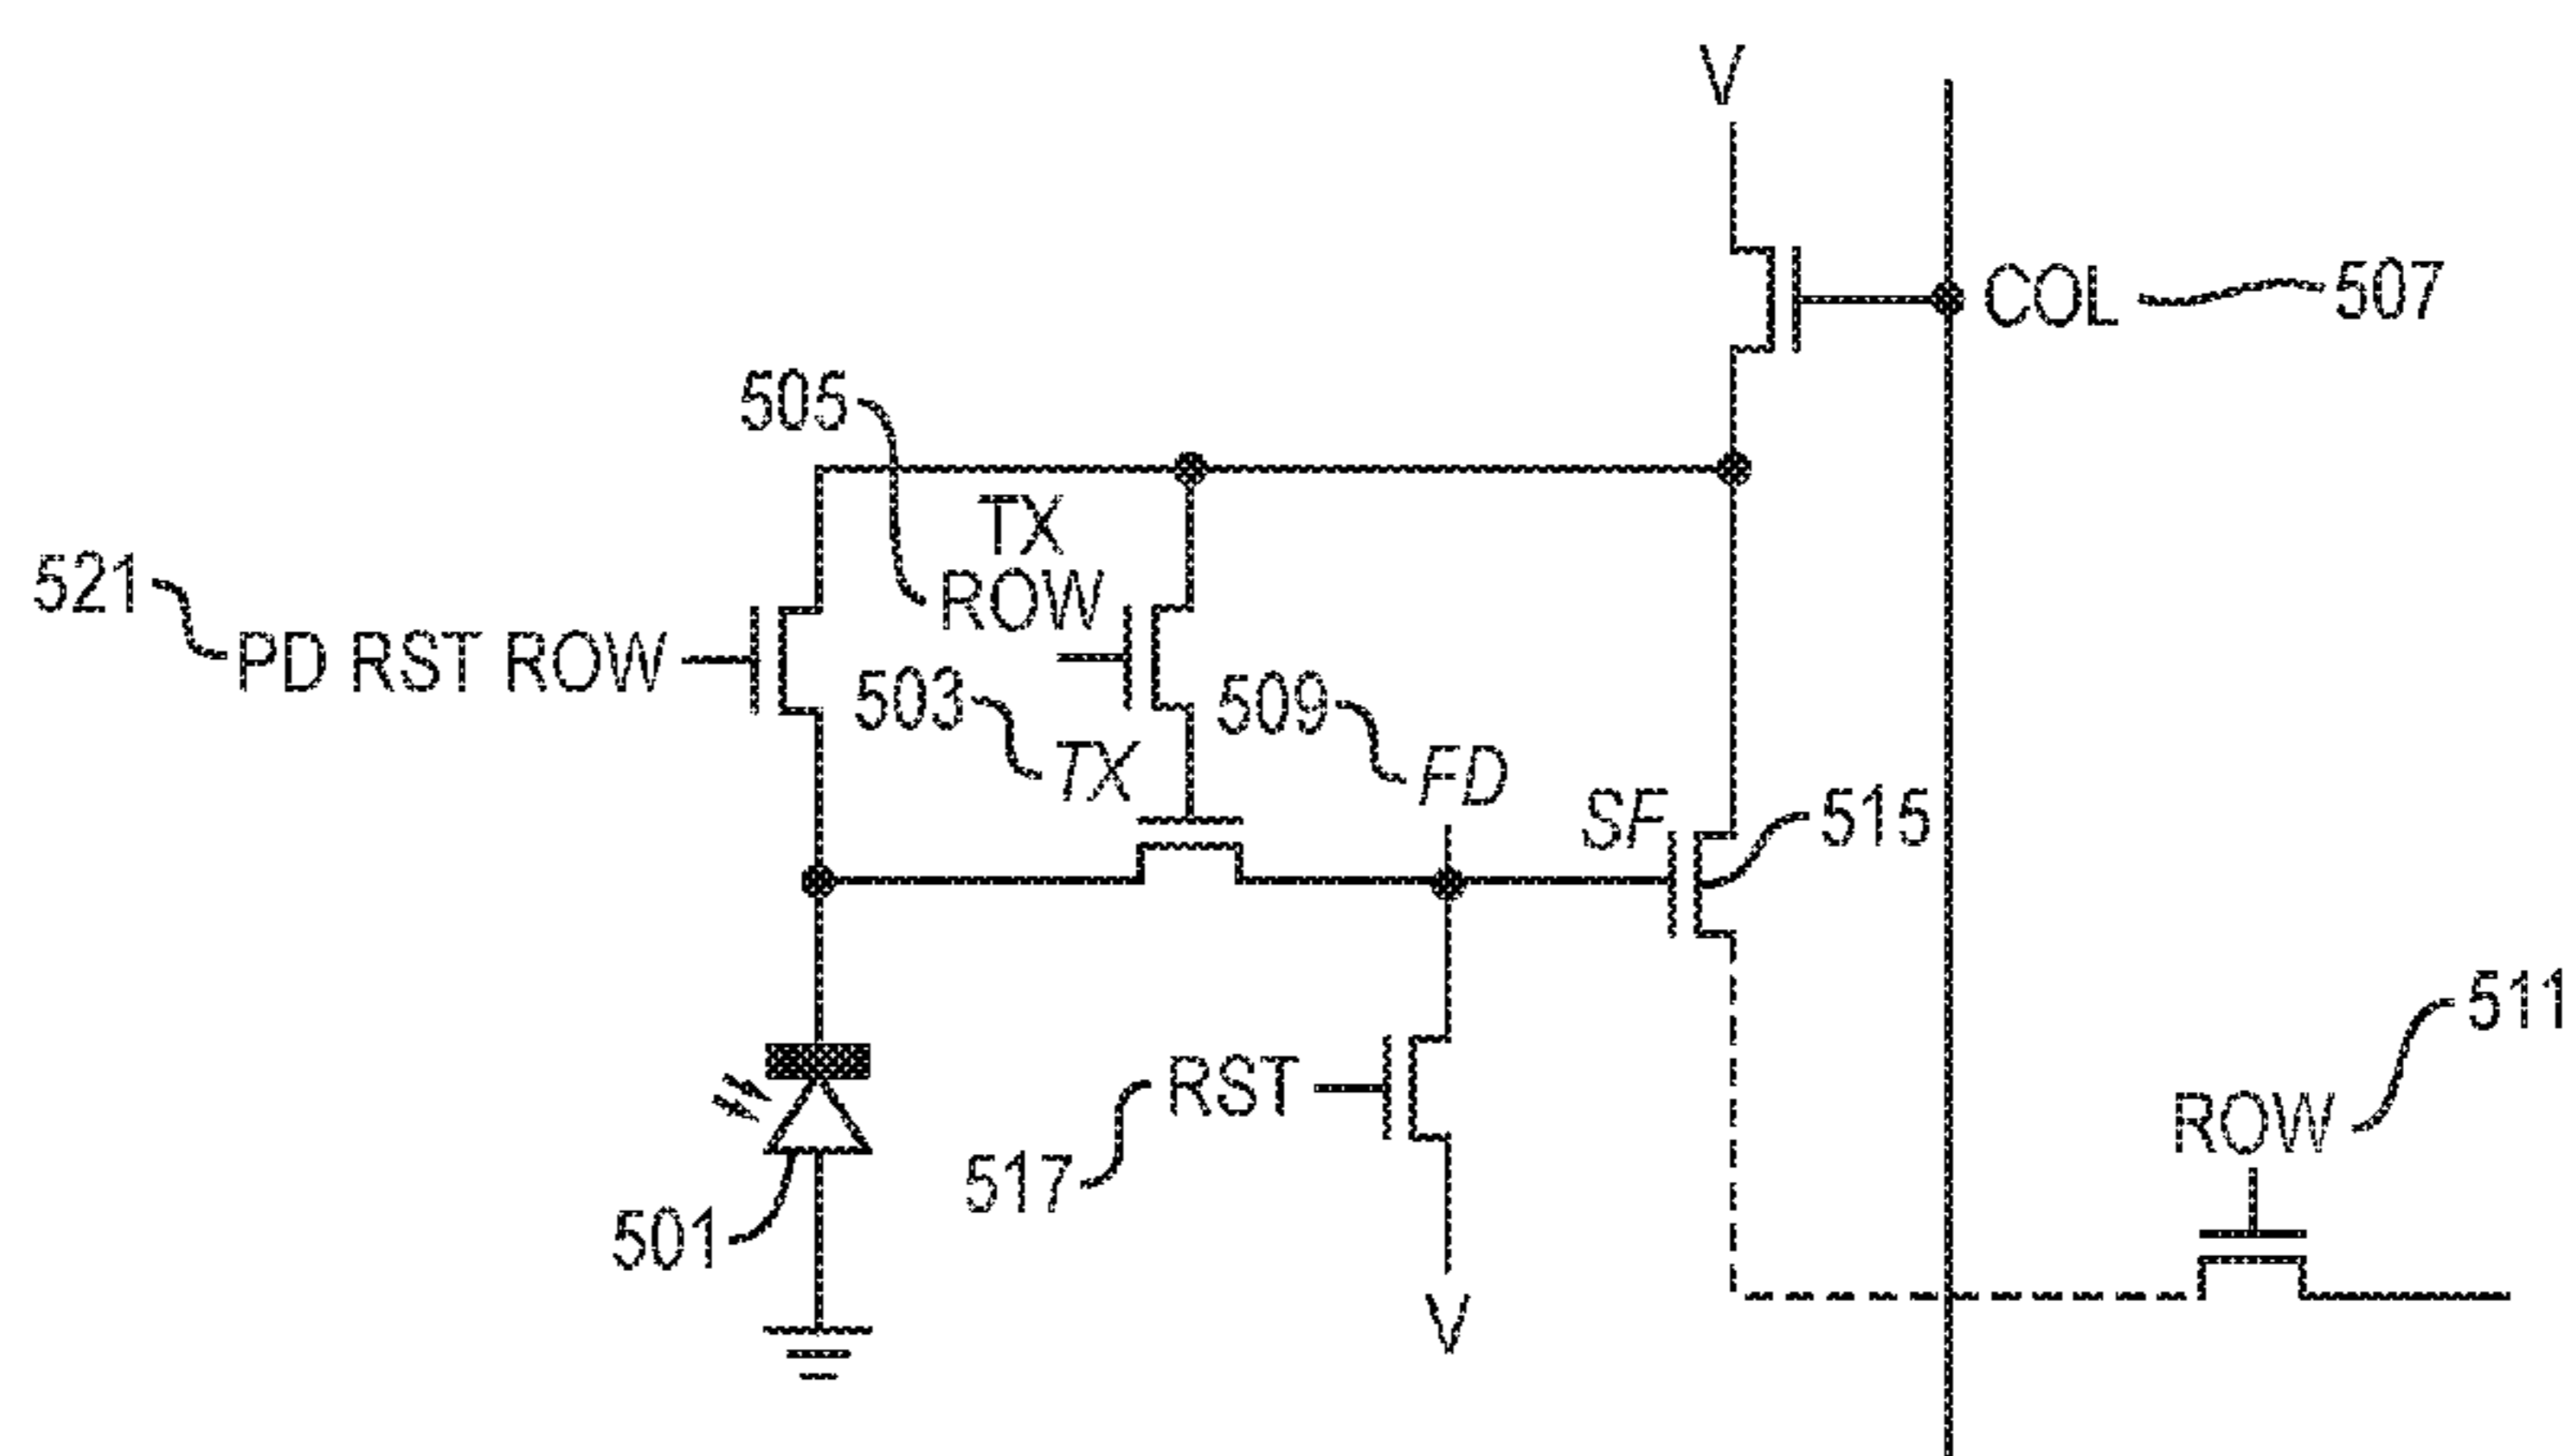 V
COL 507
505
TX
ROW
521
PD RST ROW
503
TX
509
FD
SF
515
511
ROW
RST
517
501
V